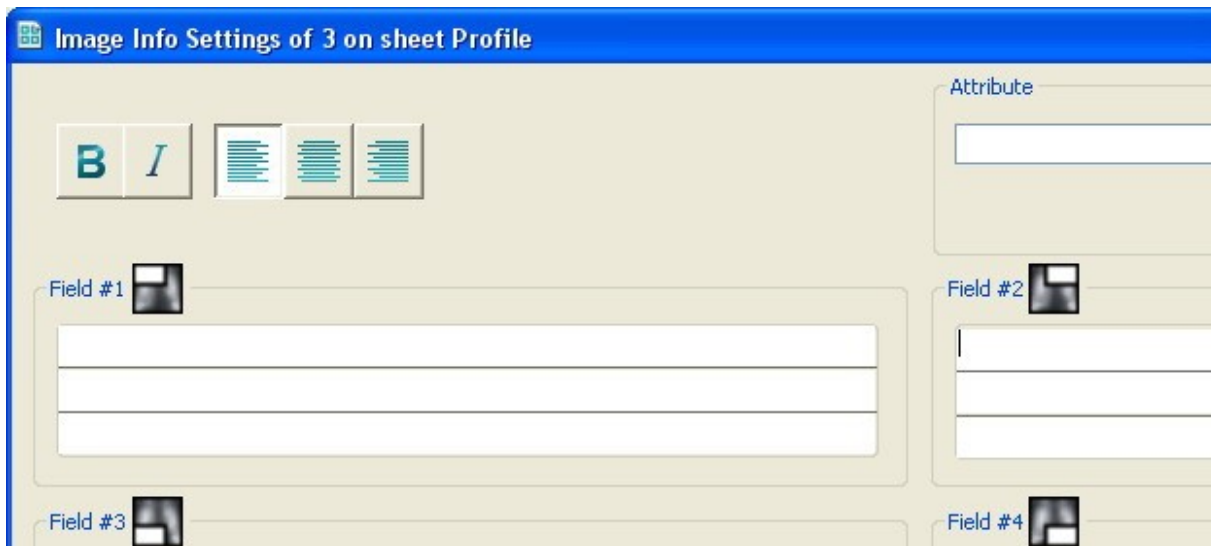 Image Info Settings of 3 on sheet Profile
Attribute
B I
Field #1
Field #2
Field #3
Field #4